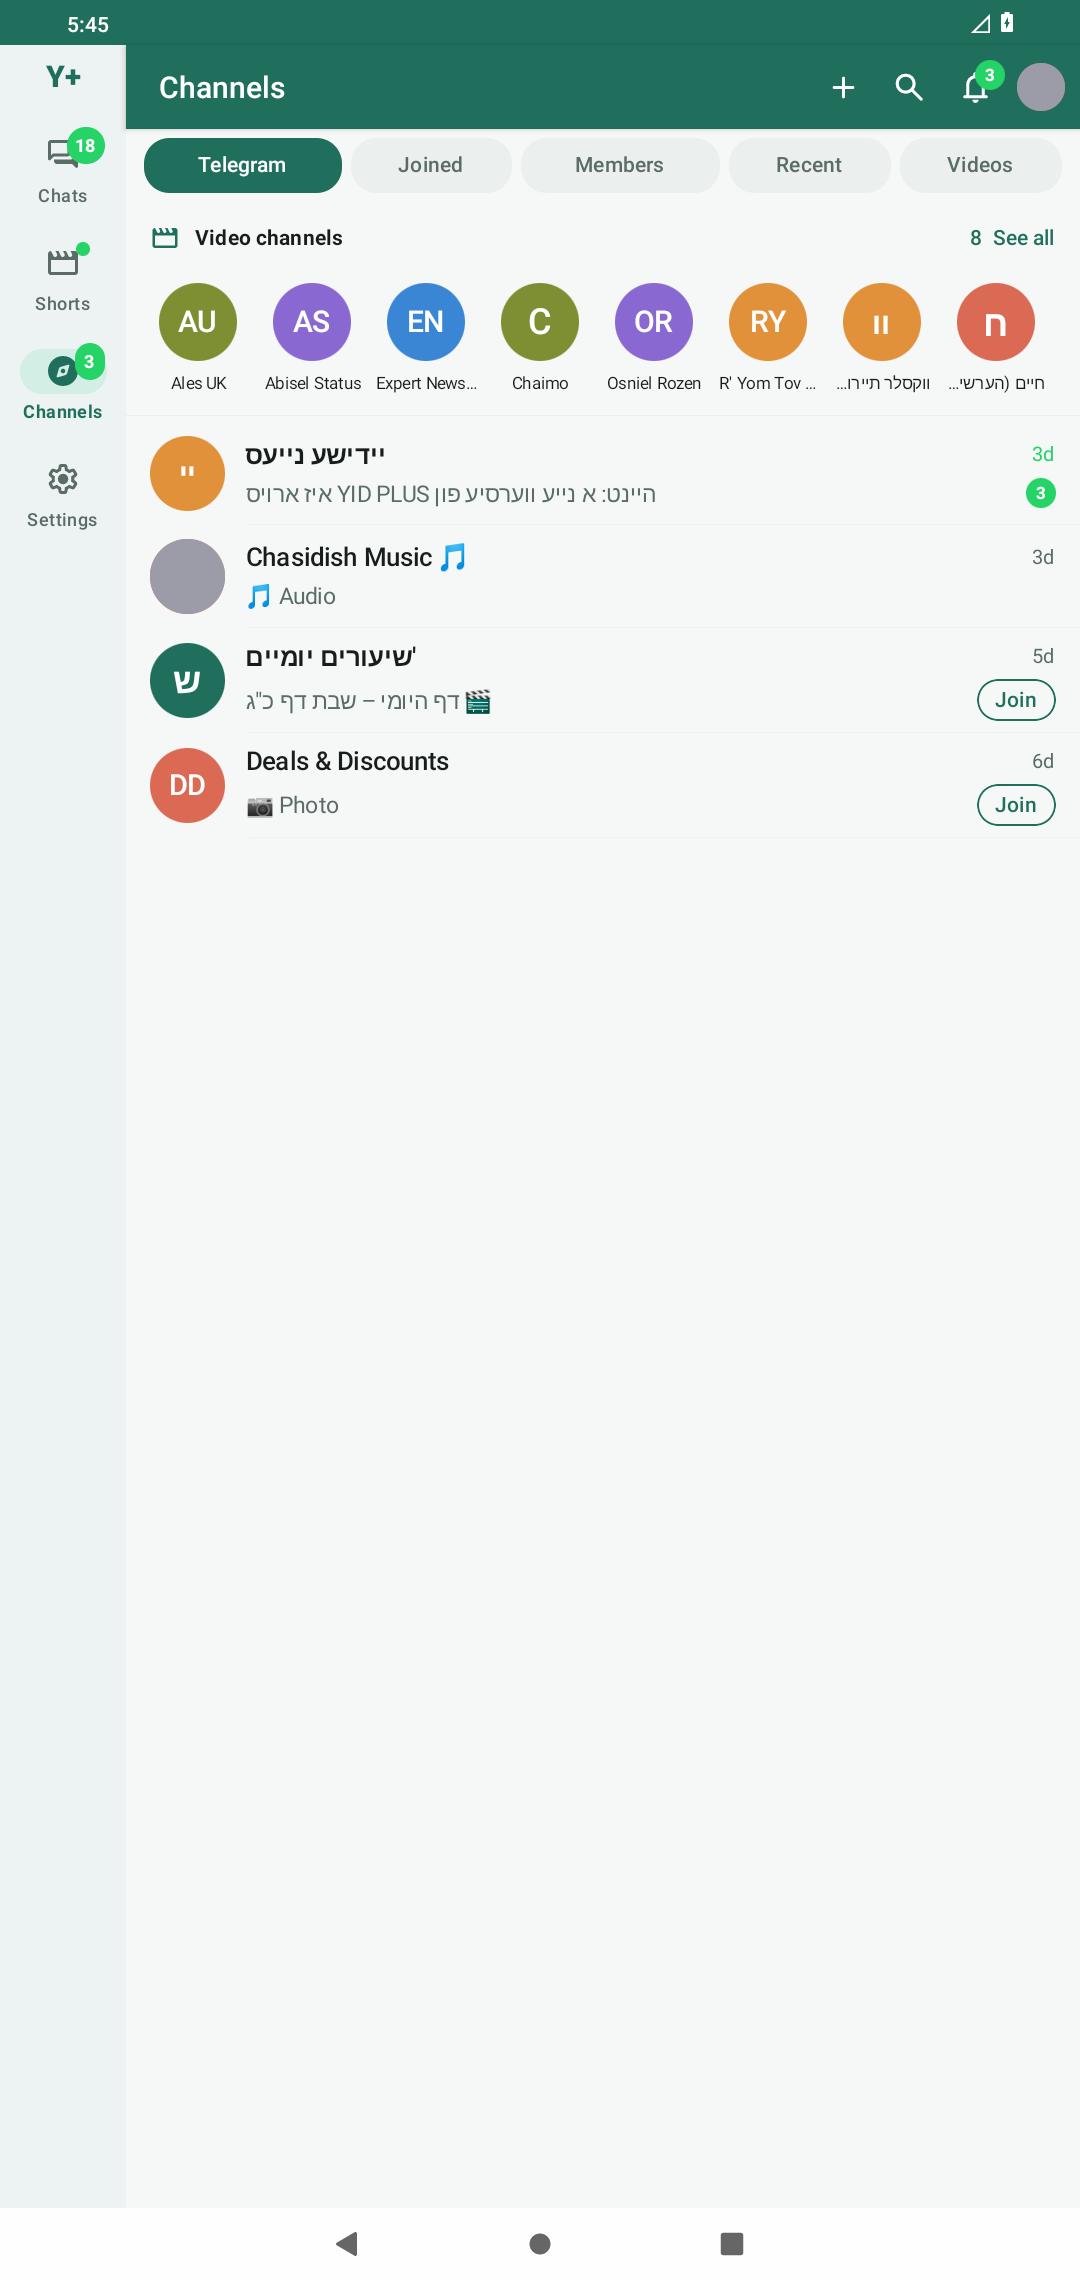 5:45
Y+
Channels
3
18
Chats
Shorts
3
Channels
Settings
Telegram
Joined
Members
Recent
Videos
Video channels
8 See all
AU
AS
EN
C
OR
RY
וו
ח
Ales UK
Abisel Status
Expert News...
Chaimo
Osniel Rozen
R' Yom Tov ...
ווקסלר תיירו...
חיים (הערשי...
יי
יידישע נייעס
3d
היינט: א נייע ווערסיע פון YID PLUS איז ארויס
3
Chasidish Music 🎵
3d
🎵 Audio
ש
שיעורים יומיים'
5d
🎬 דף היומי – שבת דף כ"ג
Join
DD
Deals & Discounts
6d
📷 Photo
Join